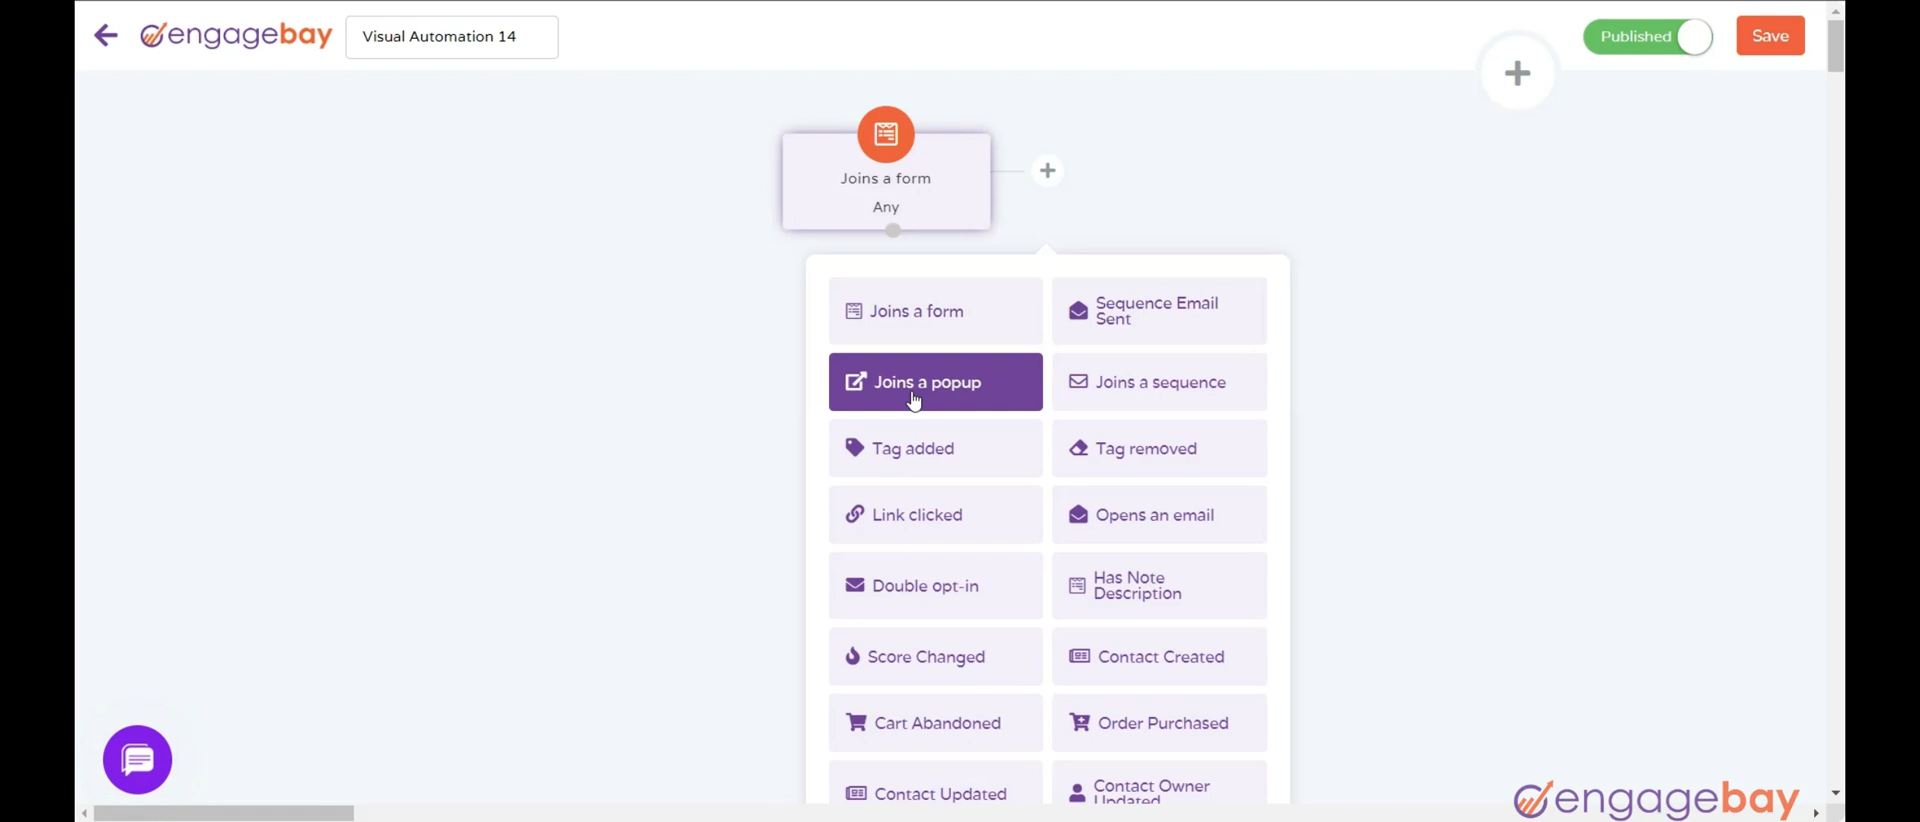 engagebay
Visual Automation 14
Published
Save
Joins a form
Any
Joins a form
Sequence Email
Sent
Joins a popup
Joins a sequence
Tag added
Tag removed
Link clicked
Opens an email
Double opt-in
Has Note
Description
Score Changed
Contact Created
Cart Abandoned
Order Purchased
Contact Updated
Contact Owner
Updated
engagebay